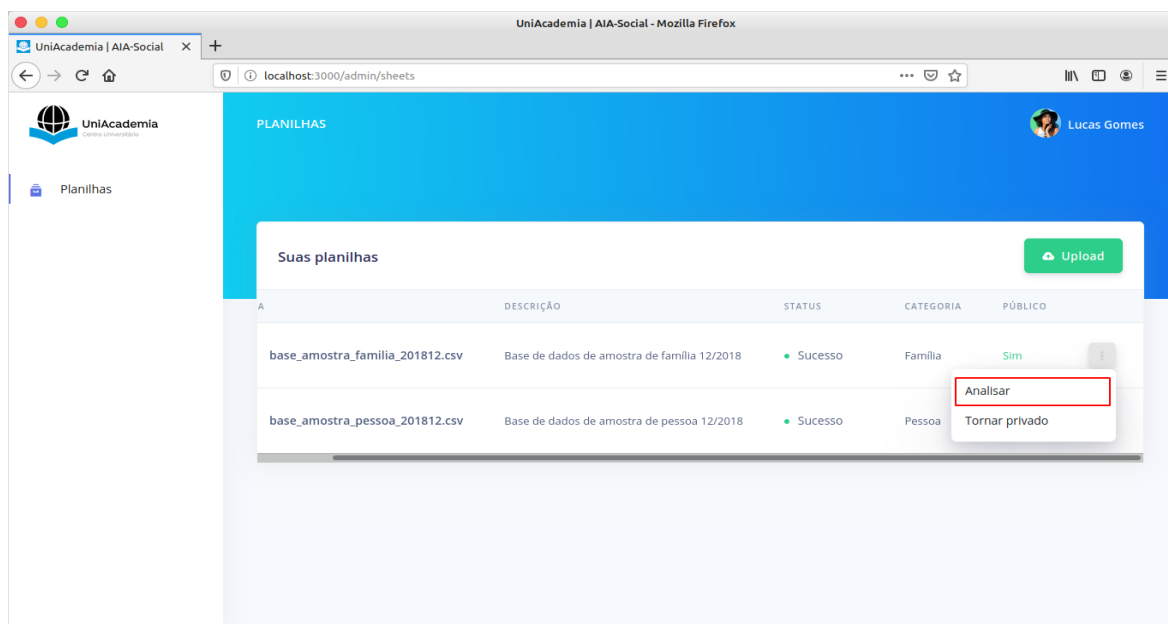 UniAcademia | AIA-Social - Mozilla Firefox
UniAcademia | AIA-Social
localhost:3000/admin/sheets
UniAcademia
Centro Universitário
PLANILHAS
Lucas Gomes
Planilhas
Suas planilhas
Upload
A DESCRIÇÃO STATUS CATEGORIA PÚBLICO
base_amostra_familia_201812.csv Base de dados de amostra de família 12/2018 Sucesso Família Sim
Analisar
base_amostra_pessoa_201812.csv Base de dados de amostra de pessoa 12/2018 Sucesso Pessoa Tornar privado